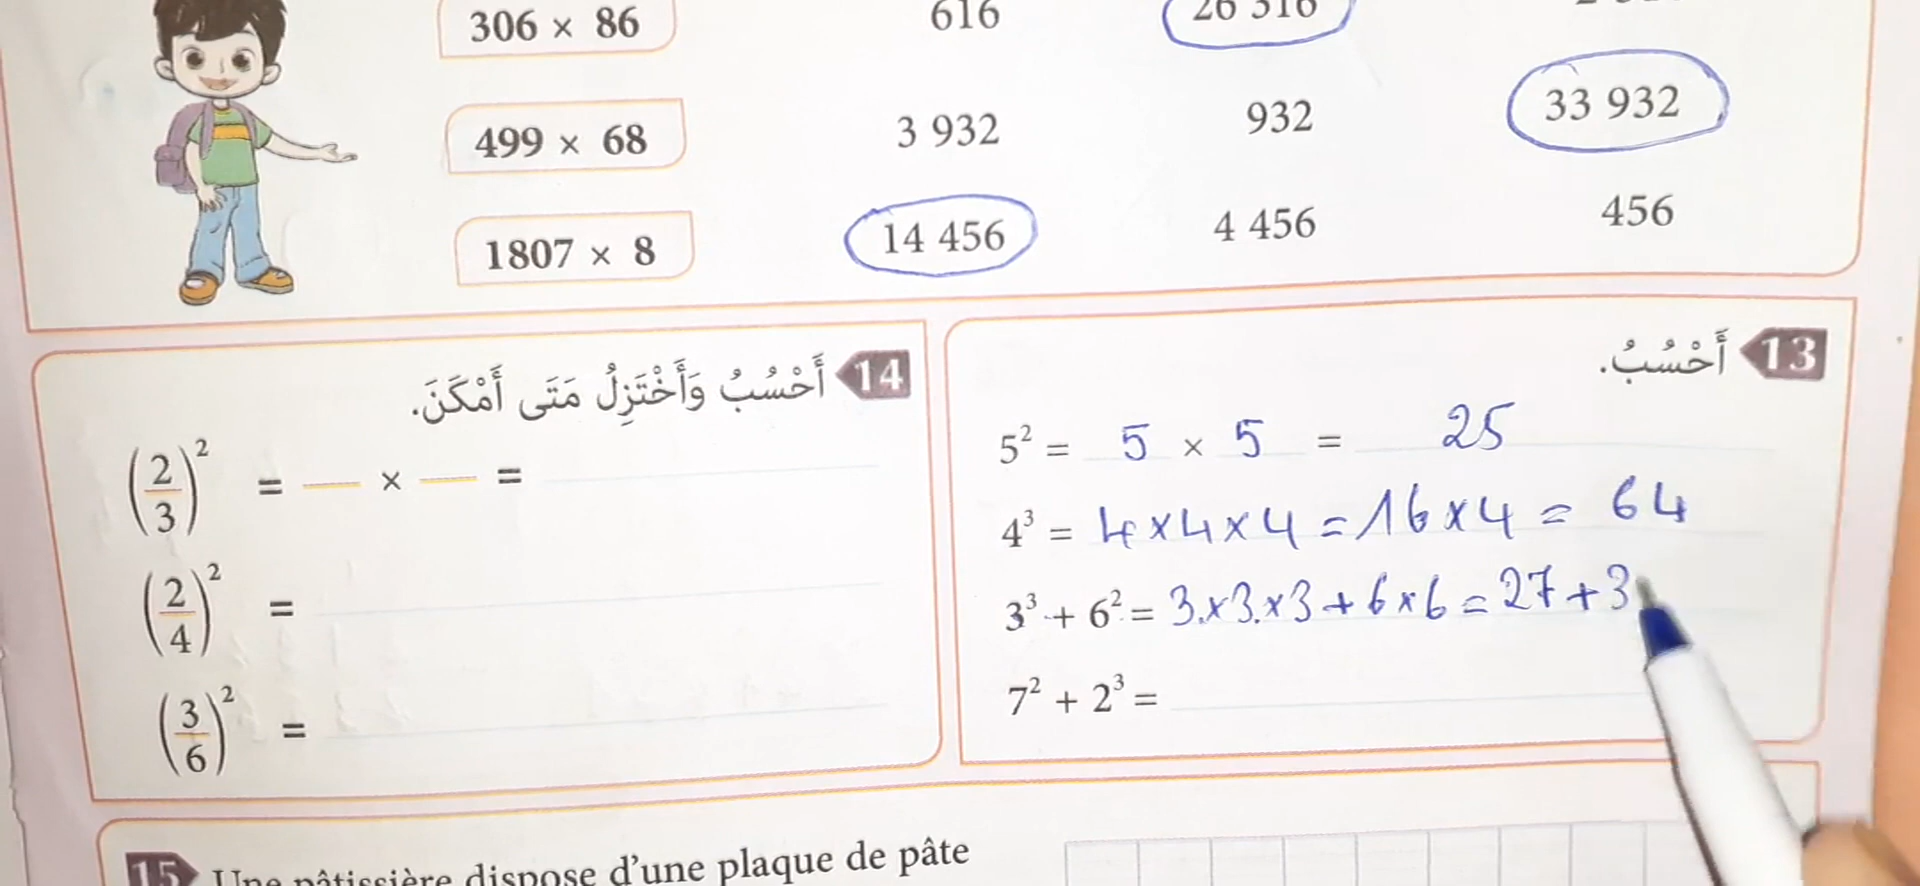 306 × 86 616 26 316
499 × 68 3 932 932 33 932
1807 × 8 14 456 4 456 456
13 أَحْسُبُ.
5² = 5 × 5 = 25
4³ = 4 × 4 × 4 = 16 × 4 = 64
3³ + 6² = 3 × 3 × 3 + 6 × 6 = 27 + 3
7² + 2³ =
14 أَحْسُبُ وَأَخْتَزِلُ مَتَى أَمْكَنَ.
(2/3)² = — × — =
(2/4)² =
(3/6)² =
15 Une pâtissière dispose d'une plaque de pâte